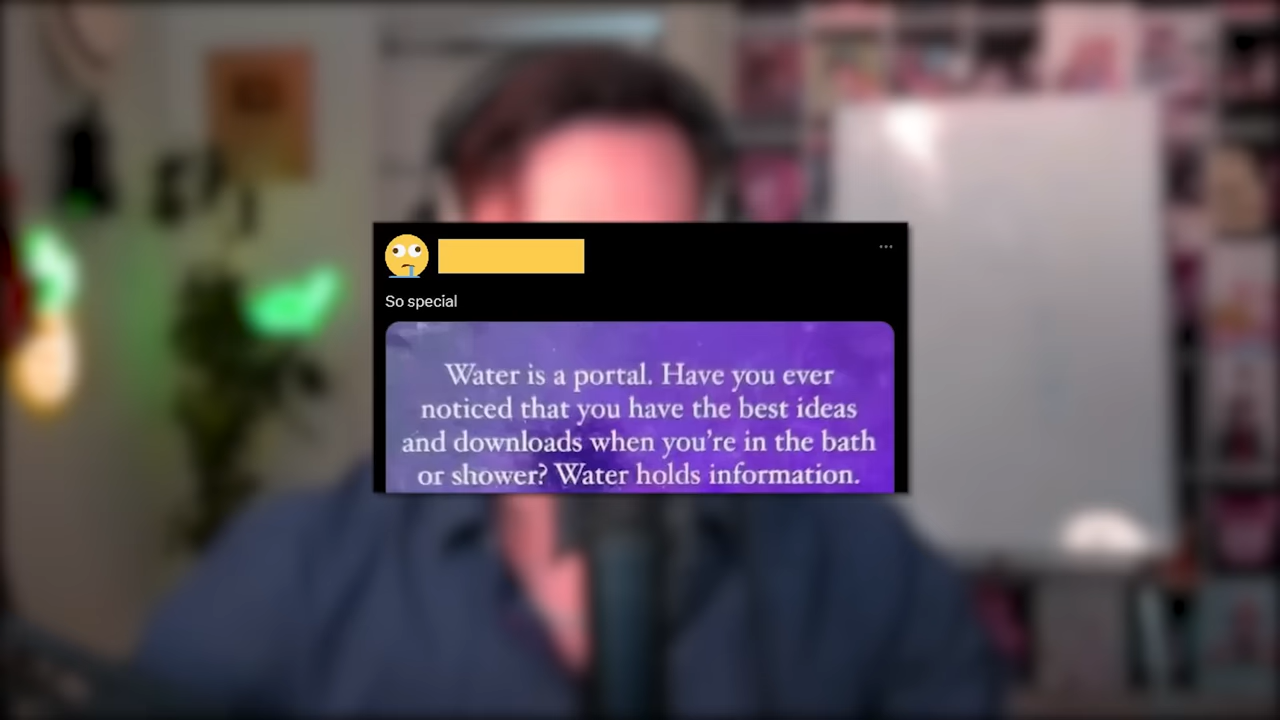 So special
Water is a portal. Have you ever
noticed that you have the best ideas
and downloads when you're in the bath
or shower? Water holds information.